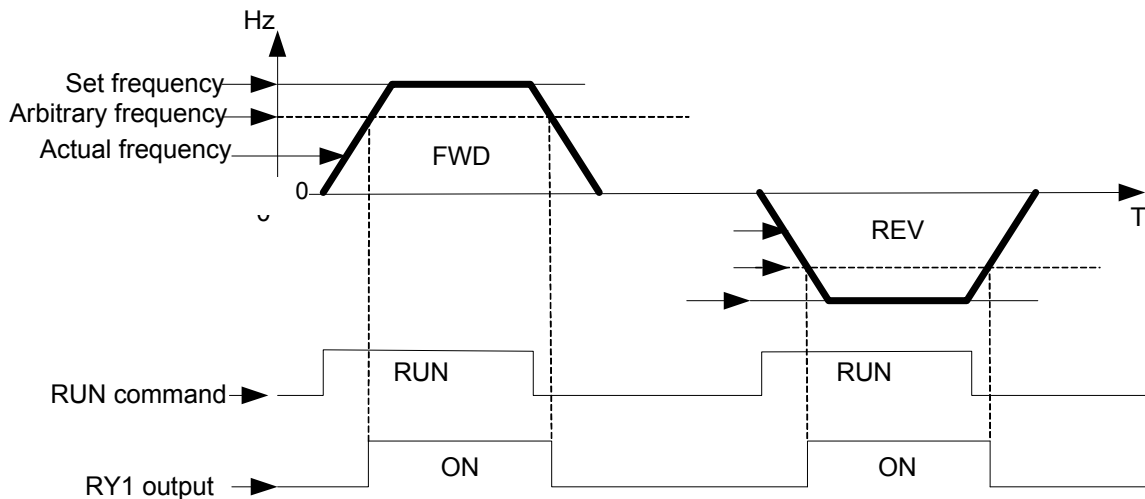 Hz
Set frequency
Arbitrary frequency
Actual frequency
FWD
0
T
REV
RUN command
RUN
RUN
RY1 output
ON
ON